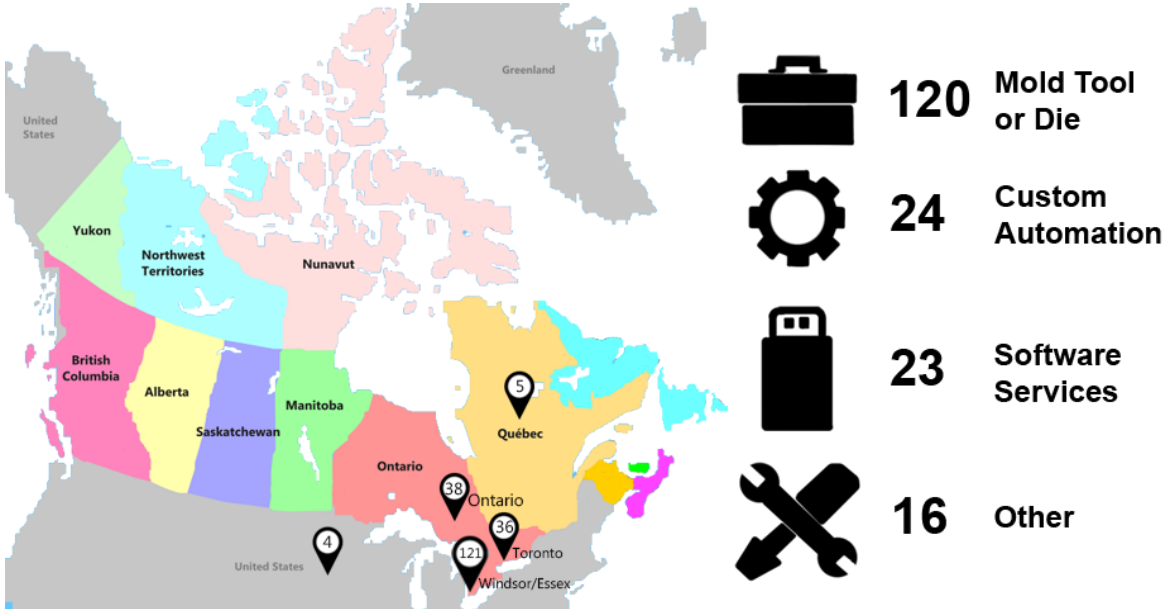 Greenland
United
States
Yukon
Northwest
Territories
Nunavut
British
Columbia
Alberta
Saskatchewan
Manitoba
Ontario
5
Québec
38
Ontario
36
Toronto
121
Windsor/Essex
4
United States
120
Mold Tool
or Die
24
Custom
Automation
23
Software
Services
16
Other